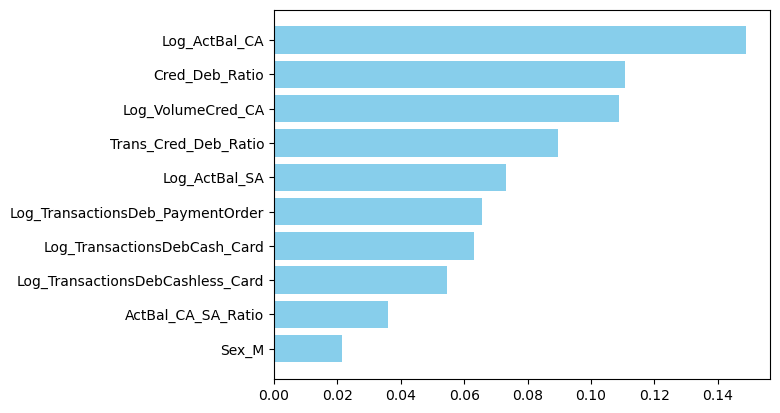 Log_ActBal_CA
Cred_Deb_Ratio
Log_VolumeCred_CA
Trans_Cred_Deb_Ratio
Log_ActBal_SA
Log_TransactionsDeb_PaymentOrder
Log_TransactionsDebCash_Card
Log_TransactionsDebCashless_Card
ActBal_CA_SA_Ratio
Sex_M
0.00 0.02 0.04 0.06 0.08 0.10 0.12 0.14